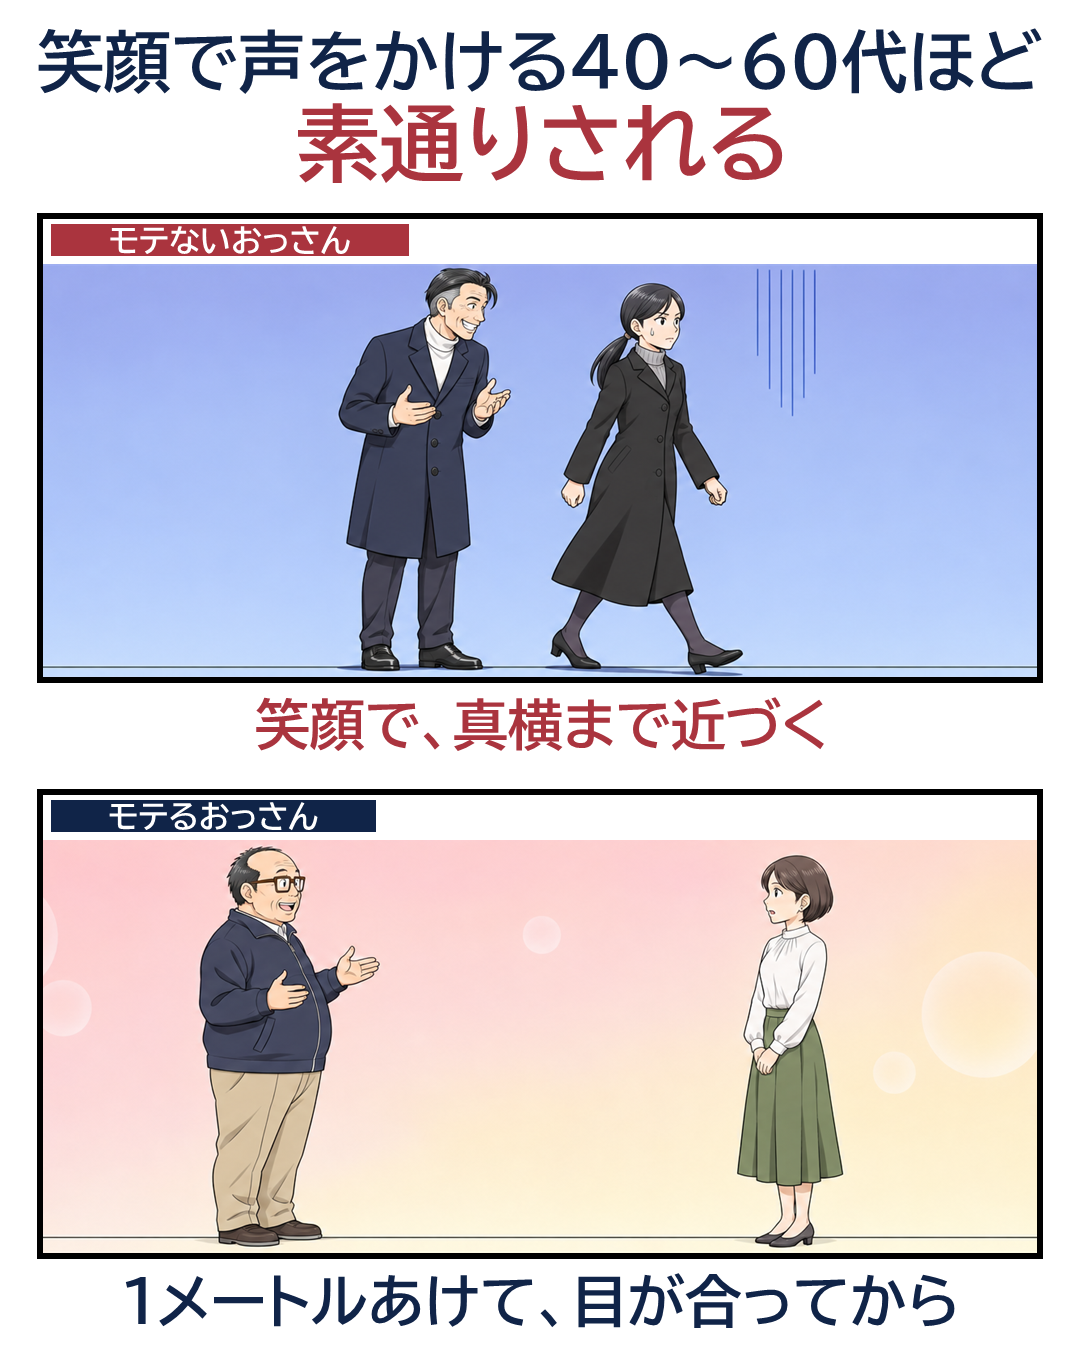 笑顔で声をかける40～60代ほど
素通りされる
モテないおっさん
笑顔で、真横まで近づく
モテるおっさん
1メートルあけて、目が合ってから